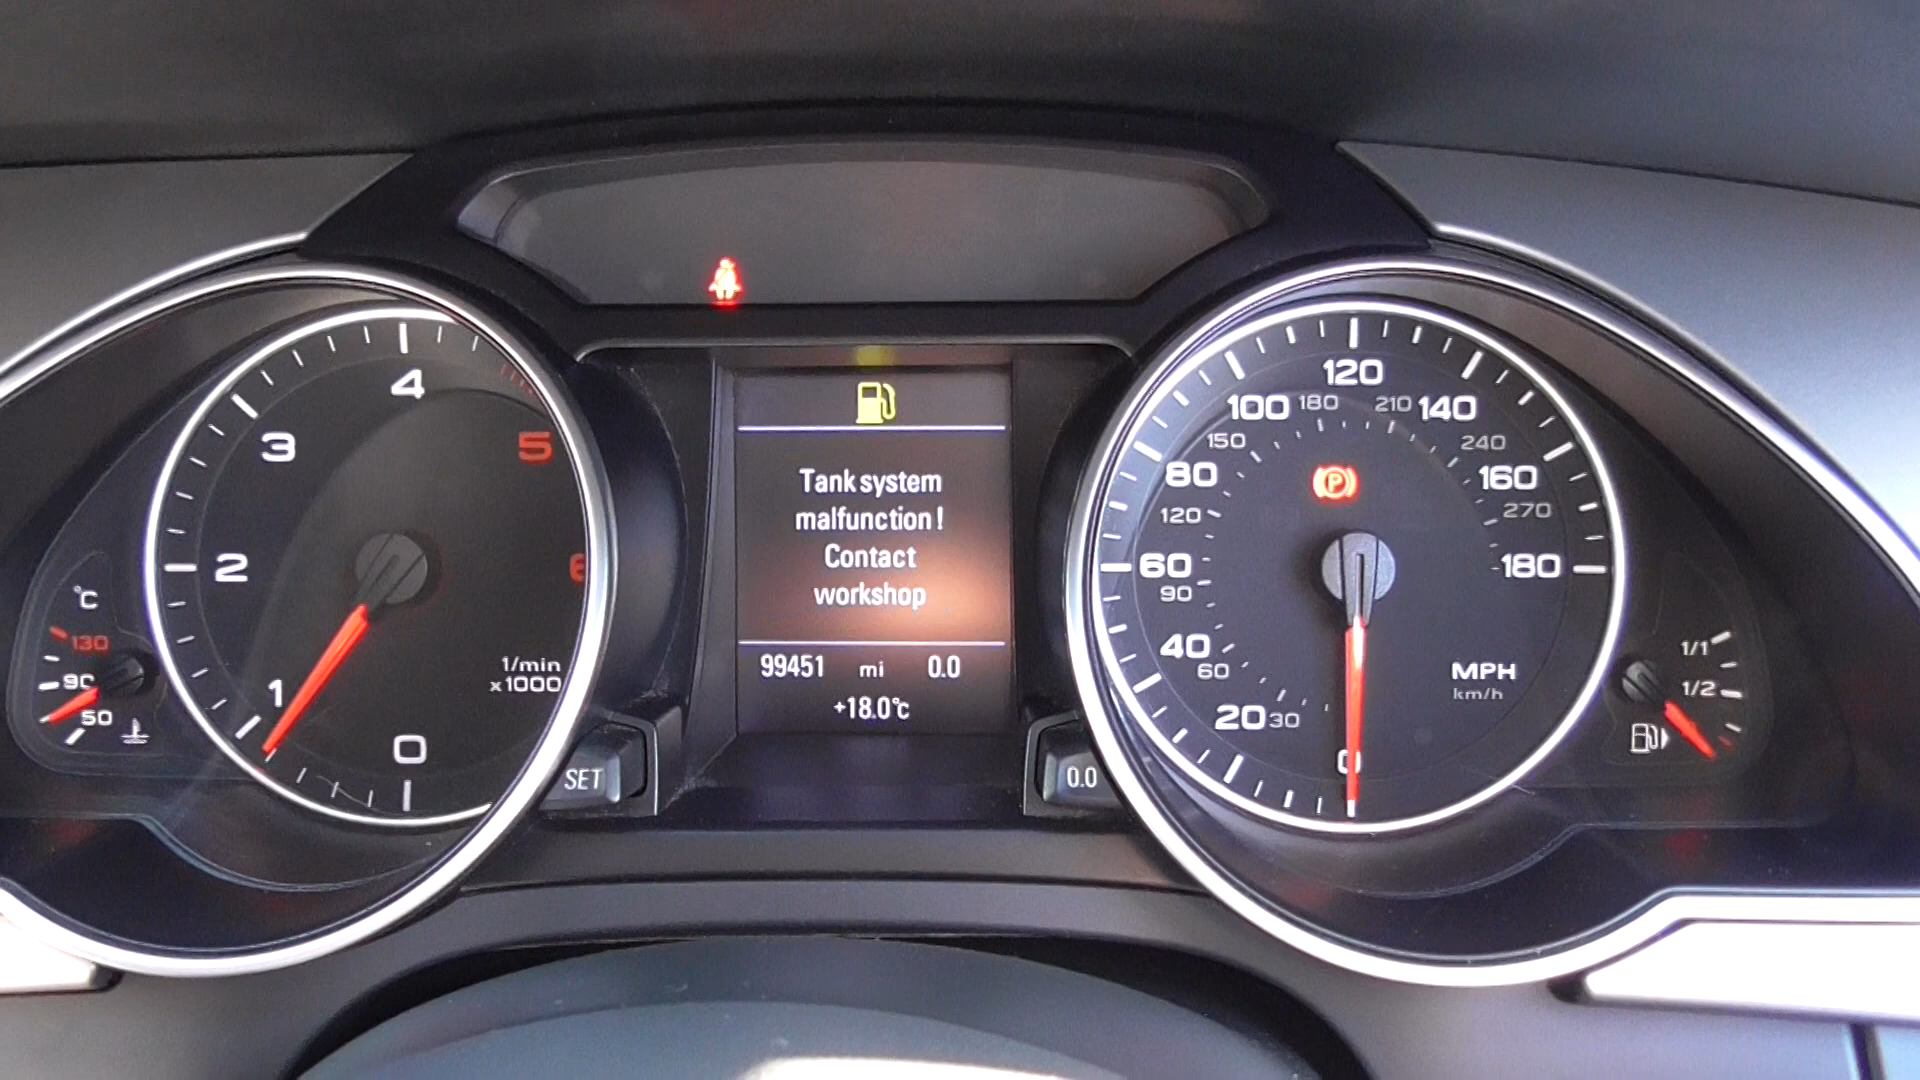 4
3
5
2
6
1/min
x1000
1
0
°C
130
90
50
SET
Tank system
malfunction !
Contact
workshop
99451 mi 0.0
+18.0°C
0.0
120
100 180 210 140
150 240
80 160
120 270
60 180
90
40
60
MPH
km/h
20 30
0
P
1/1
1/2